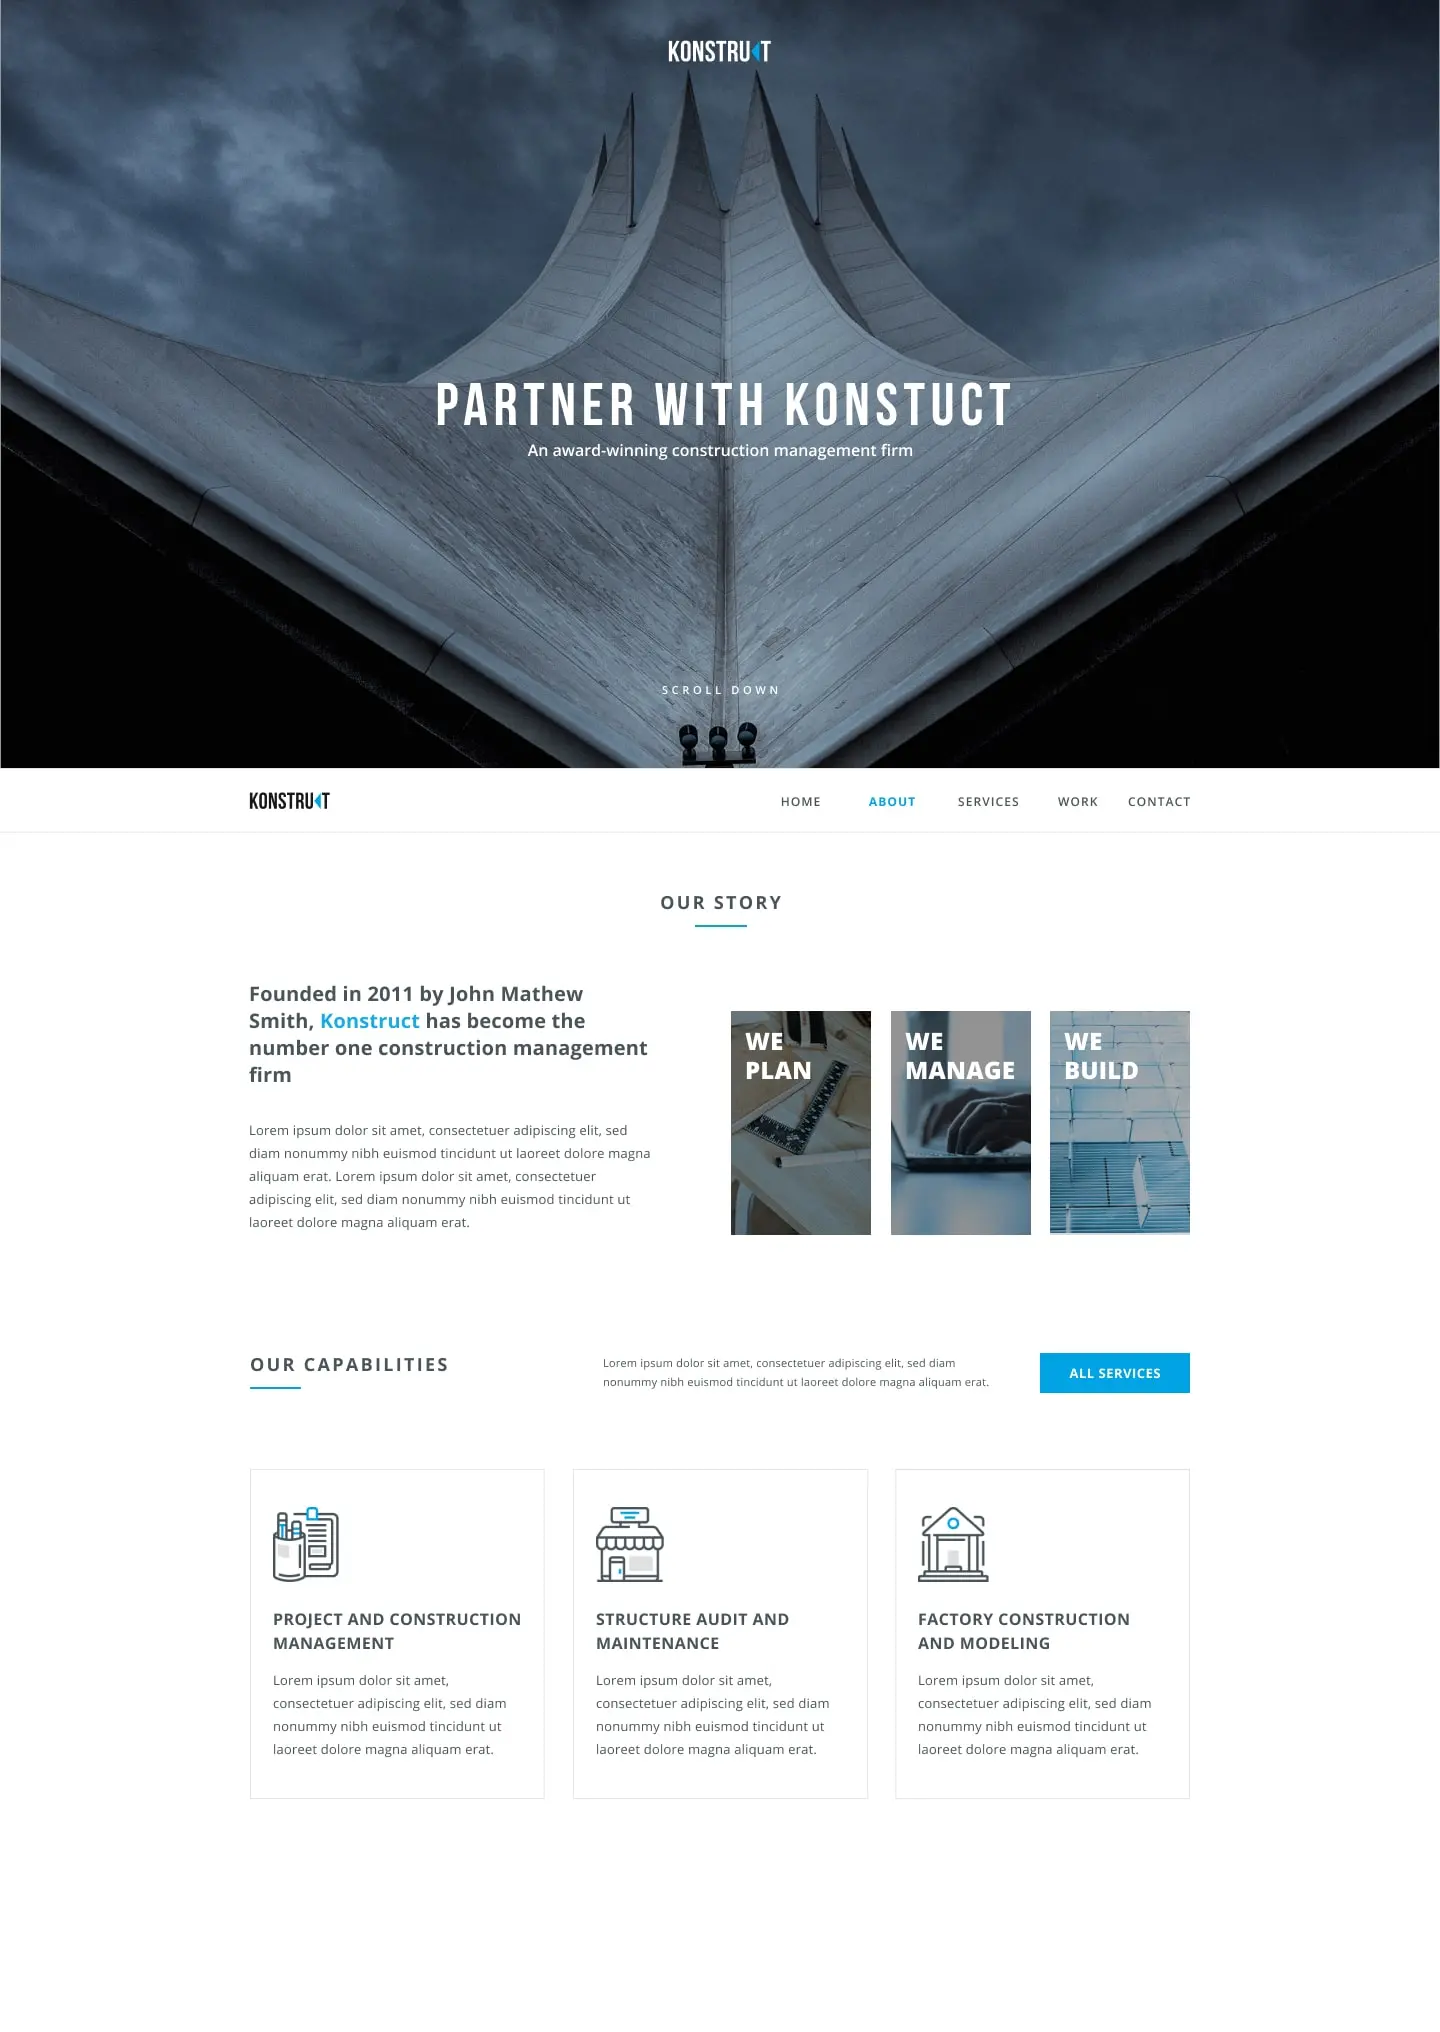 KONSTRUCT
PARTNER WITH KONSTUCT
An award-winning construction management firm
SCROLL DOWN
KONSTRUCT
HOME ABOUT SERVICES WORK CONTACT
OUR STORY
Founded in 2011 by John Mathew
Smith, Konstruct has become the
number one construction management
firm
Lorem ipsum dolor sit amet, consectetuer adipiscing elit, sed
diam nonummy nibh euismod tincidunt ut laoreet dolore magna
aliquam erat. Lorem ipsum dolor sit amet, consectetuer
adipiscing elit, sed diam nonummy nibh euismod tincidunt ut
laoreet dolore magna aliquam erat.
WE
PLAN
WE
MANAGE
WE
BUILD
OUR CAPABILITIES
Lorem ipsum dolor sit amet, consectetuer adipiscing elit, sed diam
nonummy nibh euismod tincidunt ut laoreet dolore magna aliquam erat.
ALL SERVICES
PROJECT AND CONSTRUCTION
MANAGEMENT
Lorem ipsum dolor sit amet,
consectetuer adipiscing elit, sed diam
nonummy nibh euismod tincidunt ut
laoreet dolore magna aliquam erat.
STRUCTURE AUDIT AND
MAINTENANCE
Lorem ipsum dolor sit amet,
consectetuer adipiscing elit, sed diam
nonummy nibh euismod tincidunt ut
laoreet dolore magna aliquam erat.
FACTORY CONSTRUCTION
AND MODELING
Lorem ipsum dolor sit amet,
consectetuer adipiscing elit, sed diam
nonummy nibh euismod tincidunt ut
laoreet dolore magna aliquam erat.